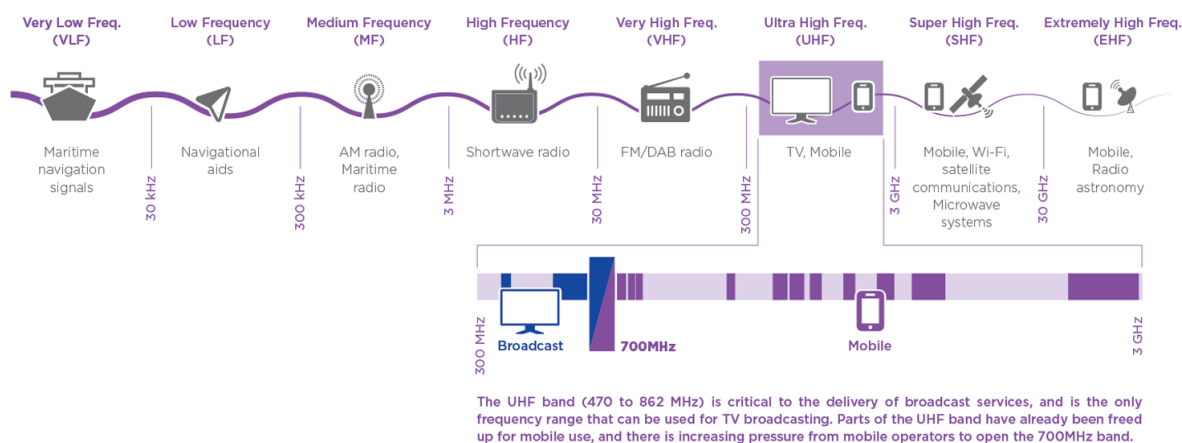 Very Low Freq.
(VLF)
Low Frequency
(LF)
Medium Frequency
(MF)
High Frequency
(HF)
Very High Freq.
(VHF)
Ultra High Freq.
(UHF)
Super High Freq.
(SHF)
Extremely High Freq.
(EHF)
Maritime
navigation
signals
Navigational
aids
AM radio,
Maritime
radio
Shortwave radio
FM/DAB radio
TV, Mobile
Mobile, Wi-Fi,
satellite
communications,
Microwave
systems
Mobile,
Radio
astronomy
30 kHz
300 kHz
3 MHz
30 MHz
300 MHz
3 GHz
30 GHz
300 MHz
Broadcast
700MHz
Mobile
3 GHz
The UHF band (470 to 862 MHz) is critical to the delivery of broadcast services, and is the only
frequency range that can be used for TV broadcasting. Parts of the UHF band have already been freed
up for mobile use, and there is increasing pressure from mobile operators to open the 700MHz band.